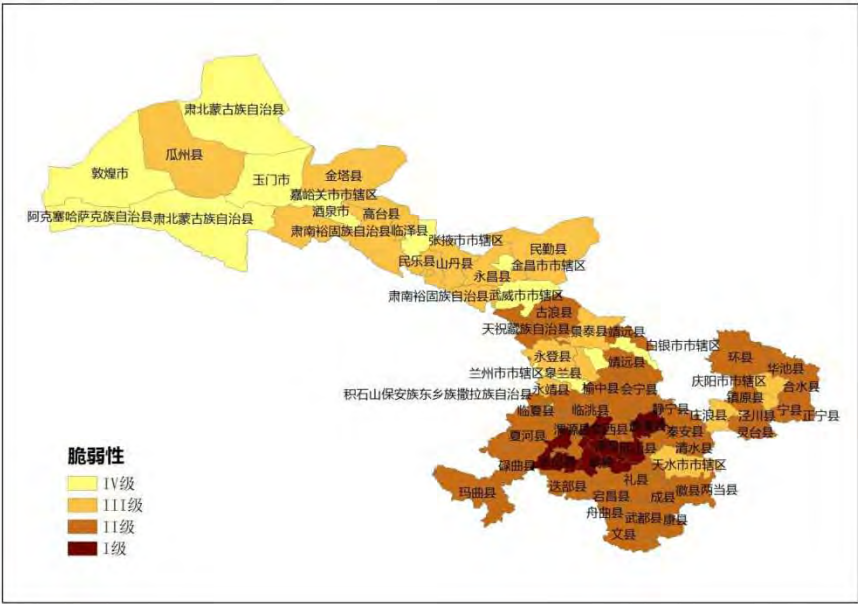 肃北蒙古族自治县
瓜州县
敦煌市
玉门市
金塔县
嘉峪关市市辖区
阿克塞哈萨克族自治县
肃北蒙古族自治县
酒泉市
高台县
肃南裕固族自治县
临泽县
张掖市市辖区
民勤县
民乐县
山丹县
金昌市市辖区
永昌县
肃南裕固族自治县
武威市市辖区
古浪县
天祝藏族自治县
景泰县
靖远县
白银市市辖区
永登县
靖远县
环县
华池县
兰州市市辖区
皋兰县
庆阳市市辖区
合水县
积石山保安族东乡族撒拉族自治县
永靖县
榆中县
会宁县
镇原县
临夏县
临洮县
静宁县
庄浪县
泾川县
宁县
正宁县
夏河县
秦安县
灵台县
清水县
碌曲县
天水市市辖区
玛曲县
迭部县
礼县
宕昌县
成县
徽县
两当县
舟曲县
武都县
康县
文县
脆弱性
IV级
III级
II级
I级